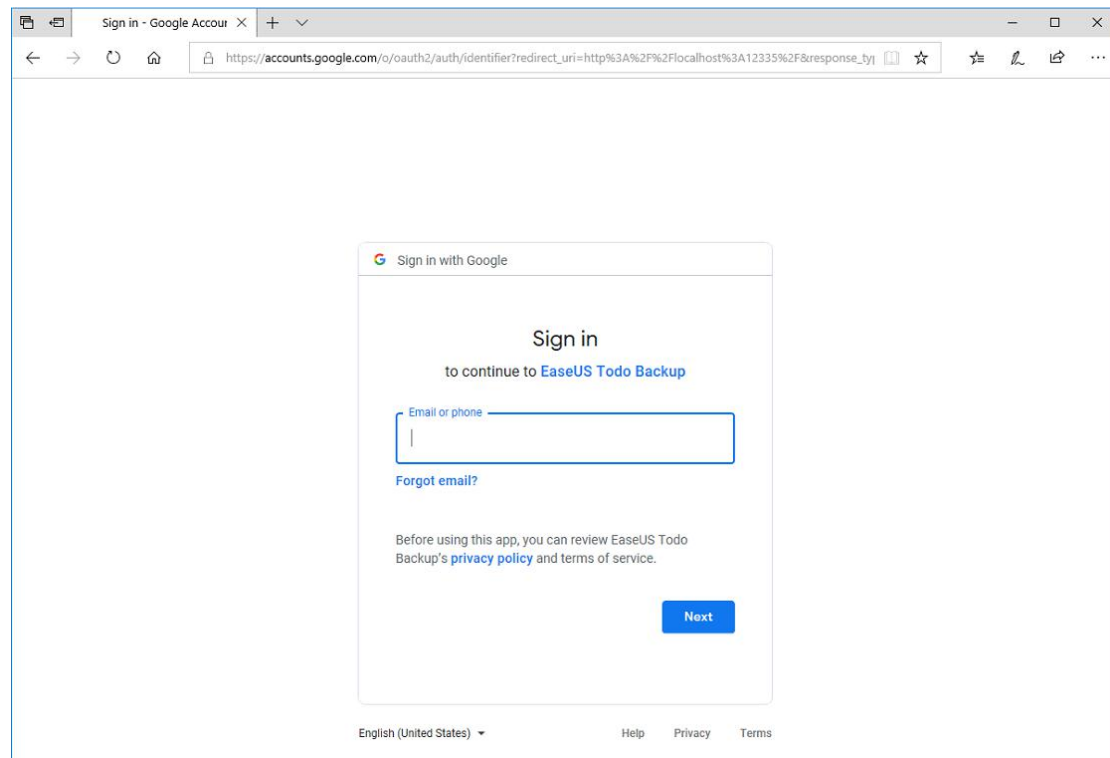 Sign in - Google Accour
https://accounts.google.com/o/oauth2/auth/identifier?redirect_uri=http%3A%2F%2Flocalhost%3A12335%2F&response_typ
Sign in with Google
Sign in
to continue to EaseUS Todo Backup
Email or phone
Forgot email?
Before using this app, you can review EaseUS Todo
Backup's privacy policy and terms of service.
Next
English (United States) Help Privacy Terms